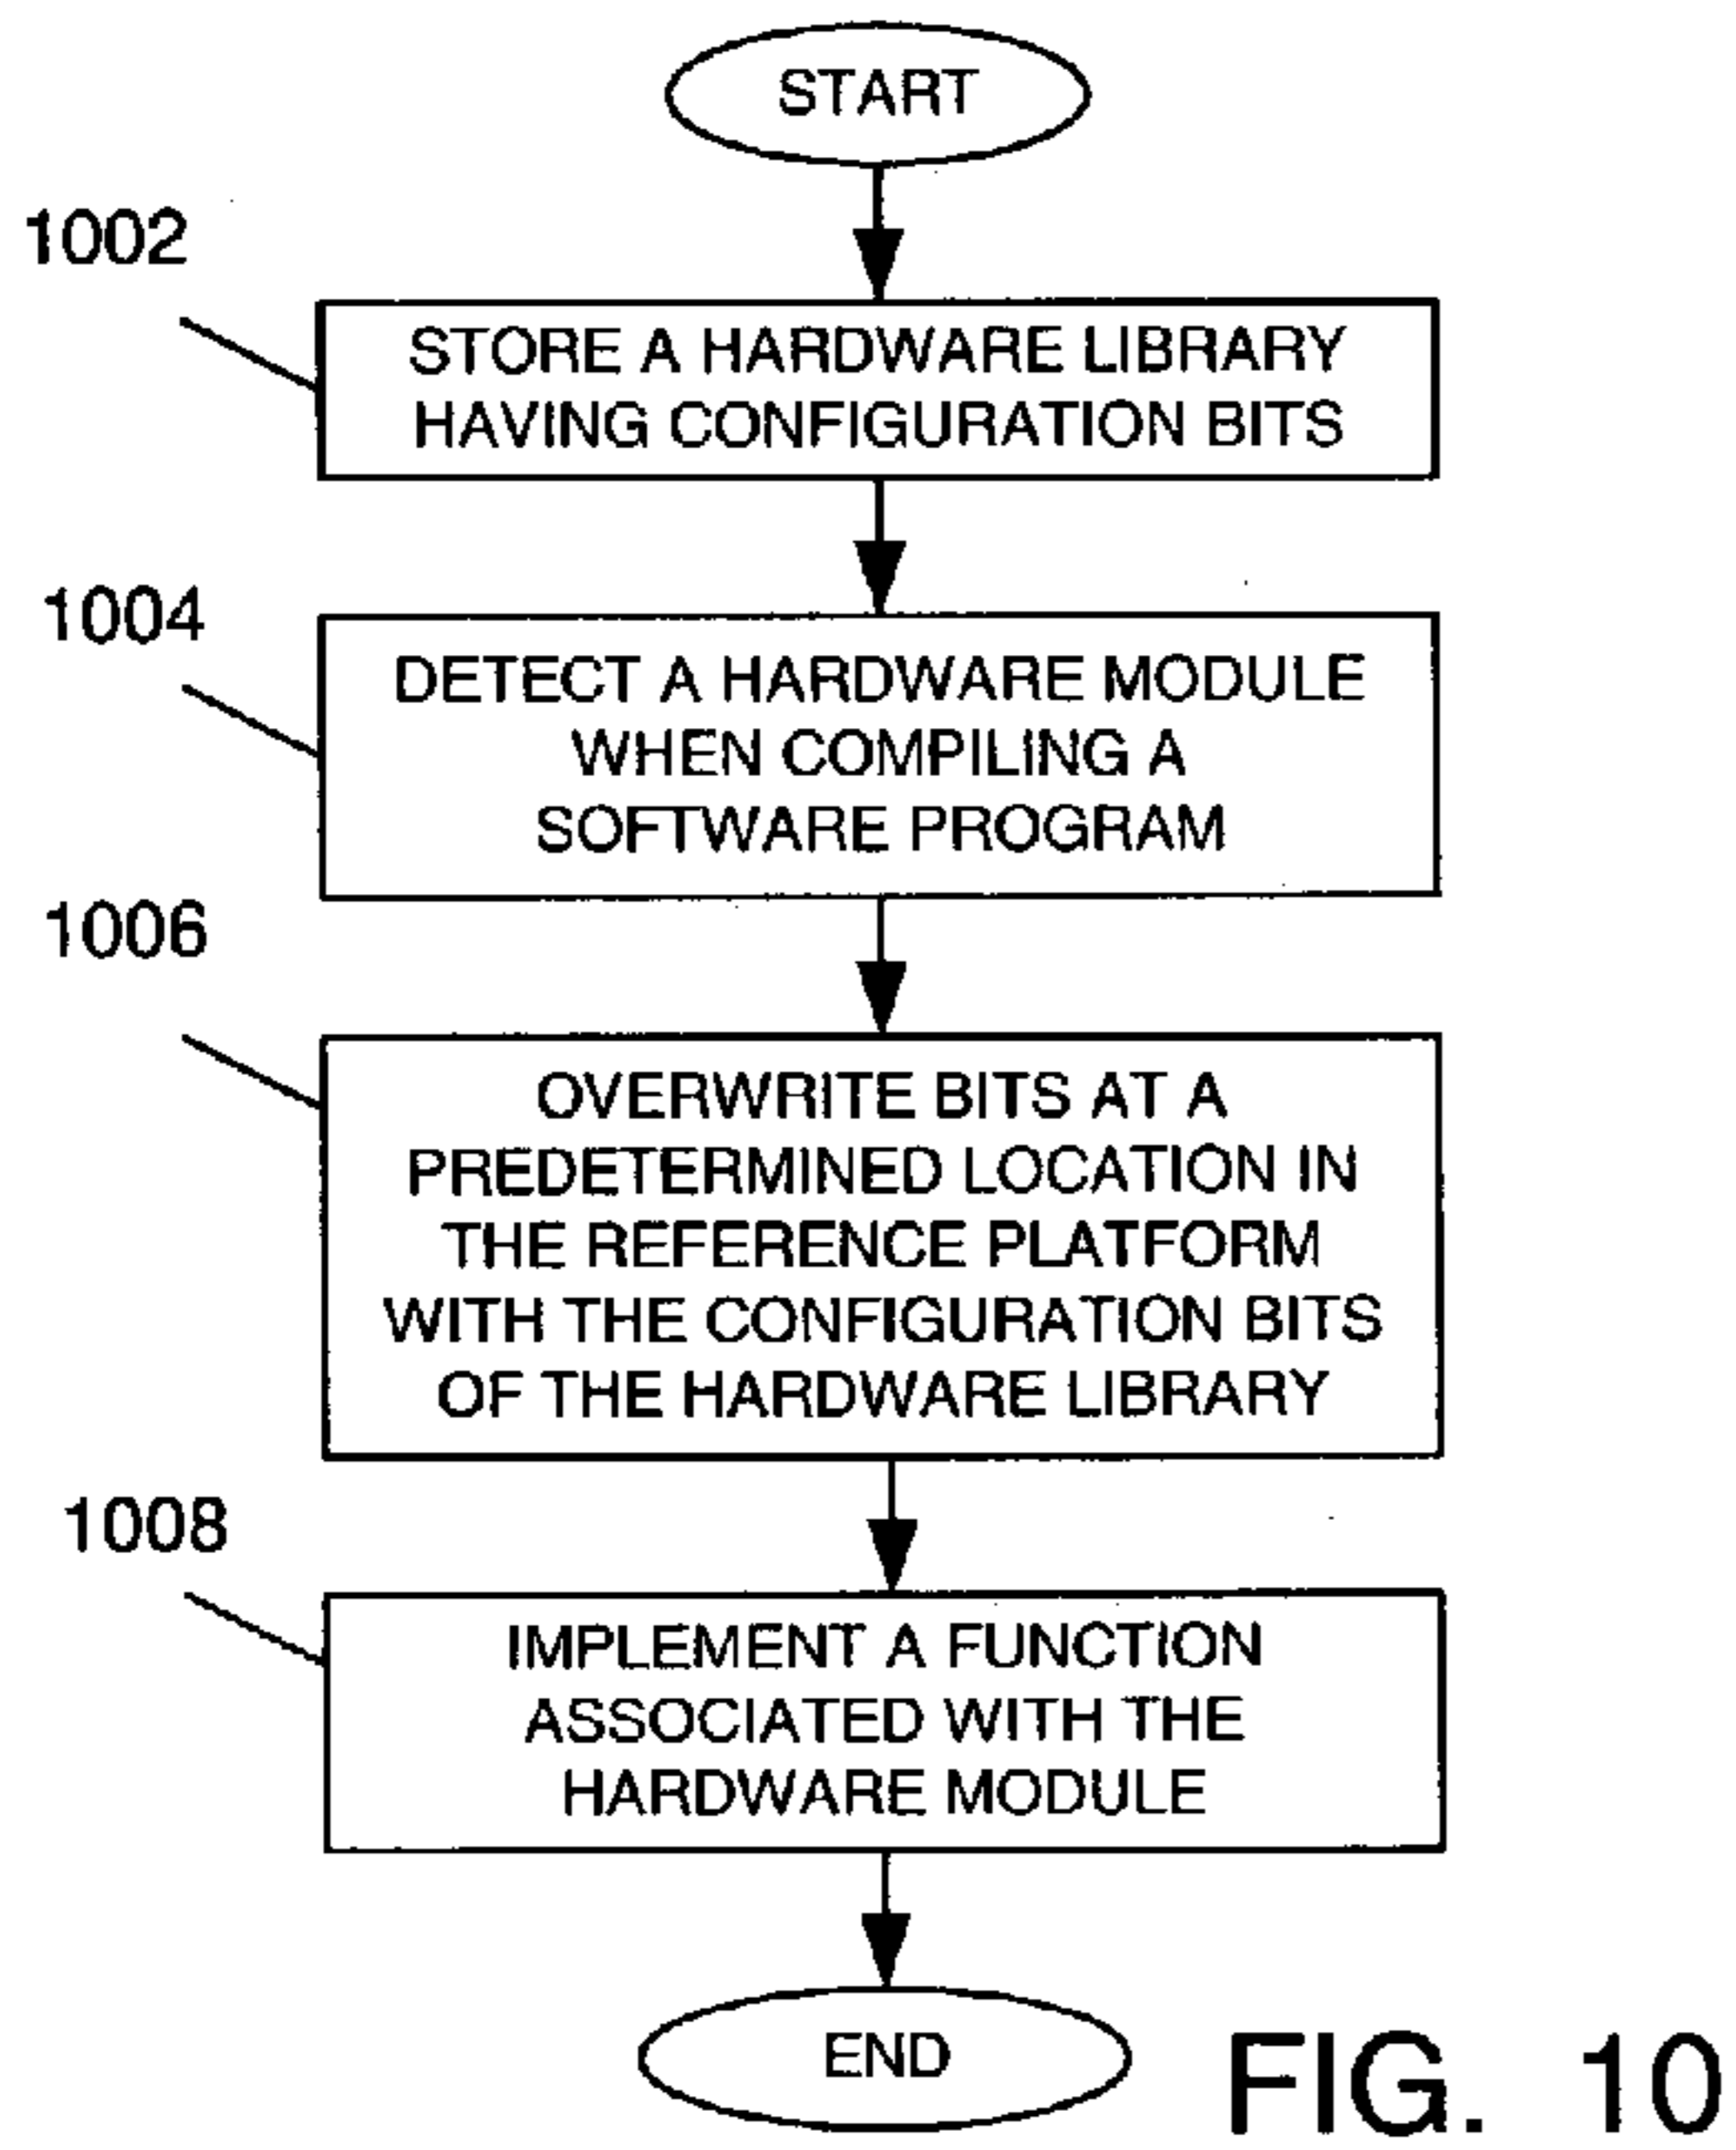 START
1002
STORE A HARDWARE LIBRARY
HAVING CONFIGURATION BITS
1004
DETECT A HARDWARE MODULE
WHEN COMPILING A
SOFTWARE PROGRAM
1006
OVERWRITE BITS AT A
PREDETERMINED LOCATION IN
THE REFERENCE PLATFORM
WITH THE CONFIGURATION BITS
OF THE HARDWARE LIBRARY
1008
IMPLEMENT A FUNCTION
ASSOCIATED WITH THE
HARDWARE MODULE
END
FIG. 10